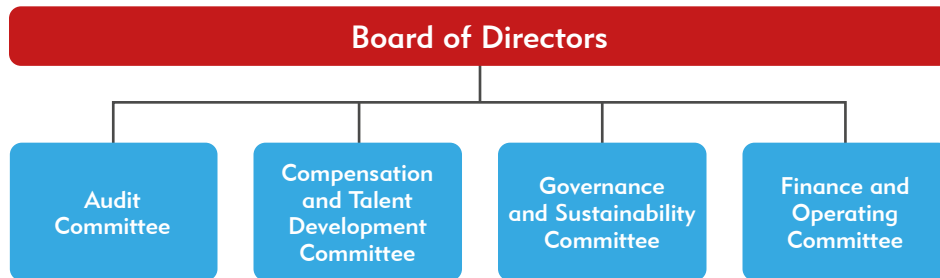 Board of Directors
Audit
Committee
Compensation
and Talent
Development
Committee
Governance
and Sustainability
Committee
Finance and
Operating
Committee